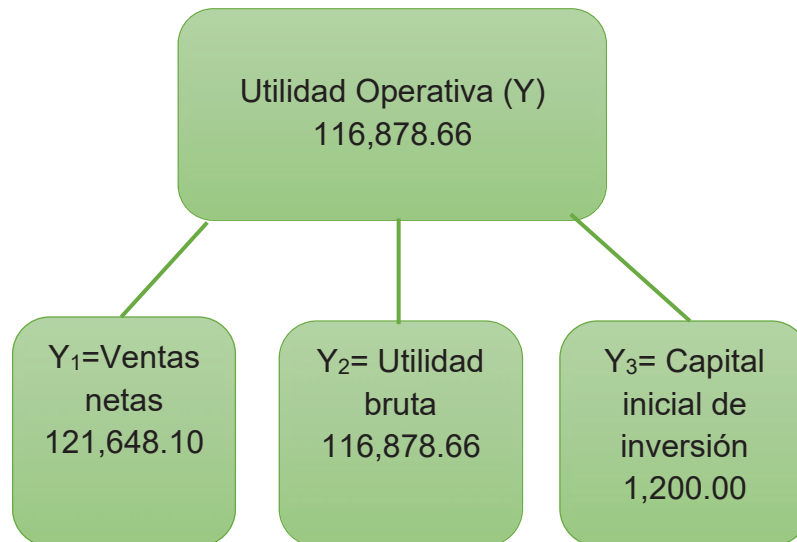 Utilidad Operativa (Y)
116,878.66
Y₁=Ventas
netas
121,648.10
Y₂= Utilidad
bruta
116,878.66
Y₃= Capital
inicial de
inversión
1,200.00